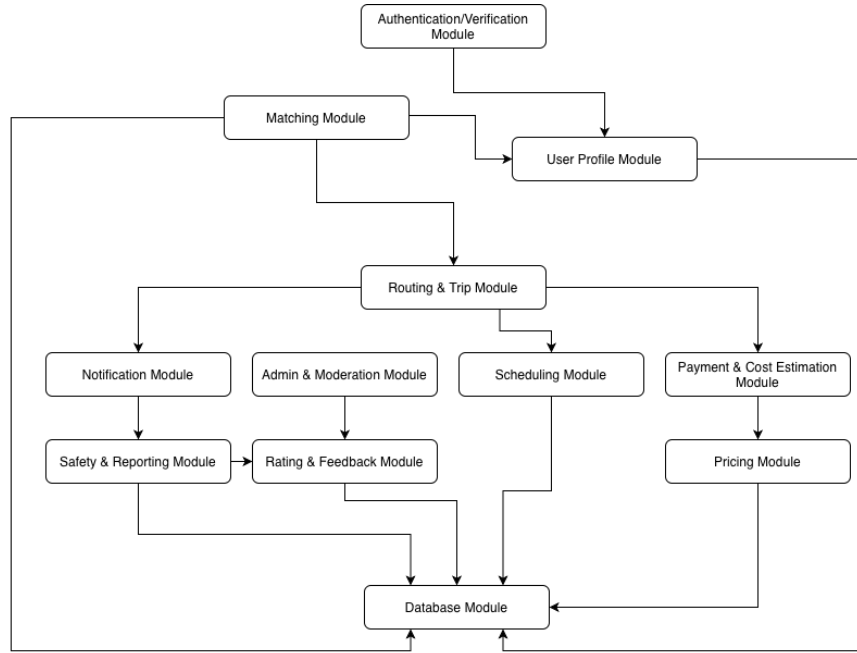 Authentication/Verification
Module
Matching Module
User Profile Module
Routing & Trip Module
Notification Module
Admin & Moderation Module
Scheduling Module
Payment & Cost Estimation
Module
Safety & Reporting Module
Rating & Feedback Module
Pricing Module
Database Module